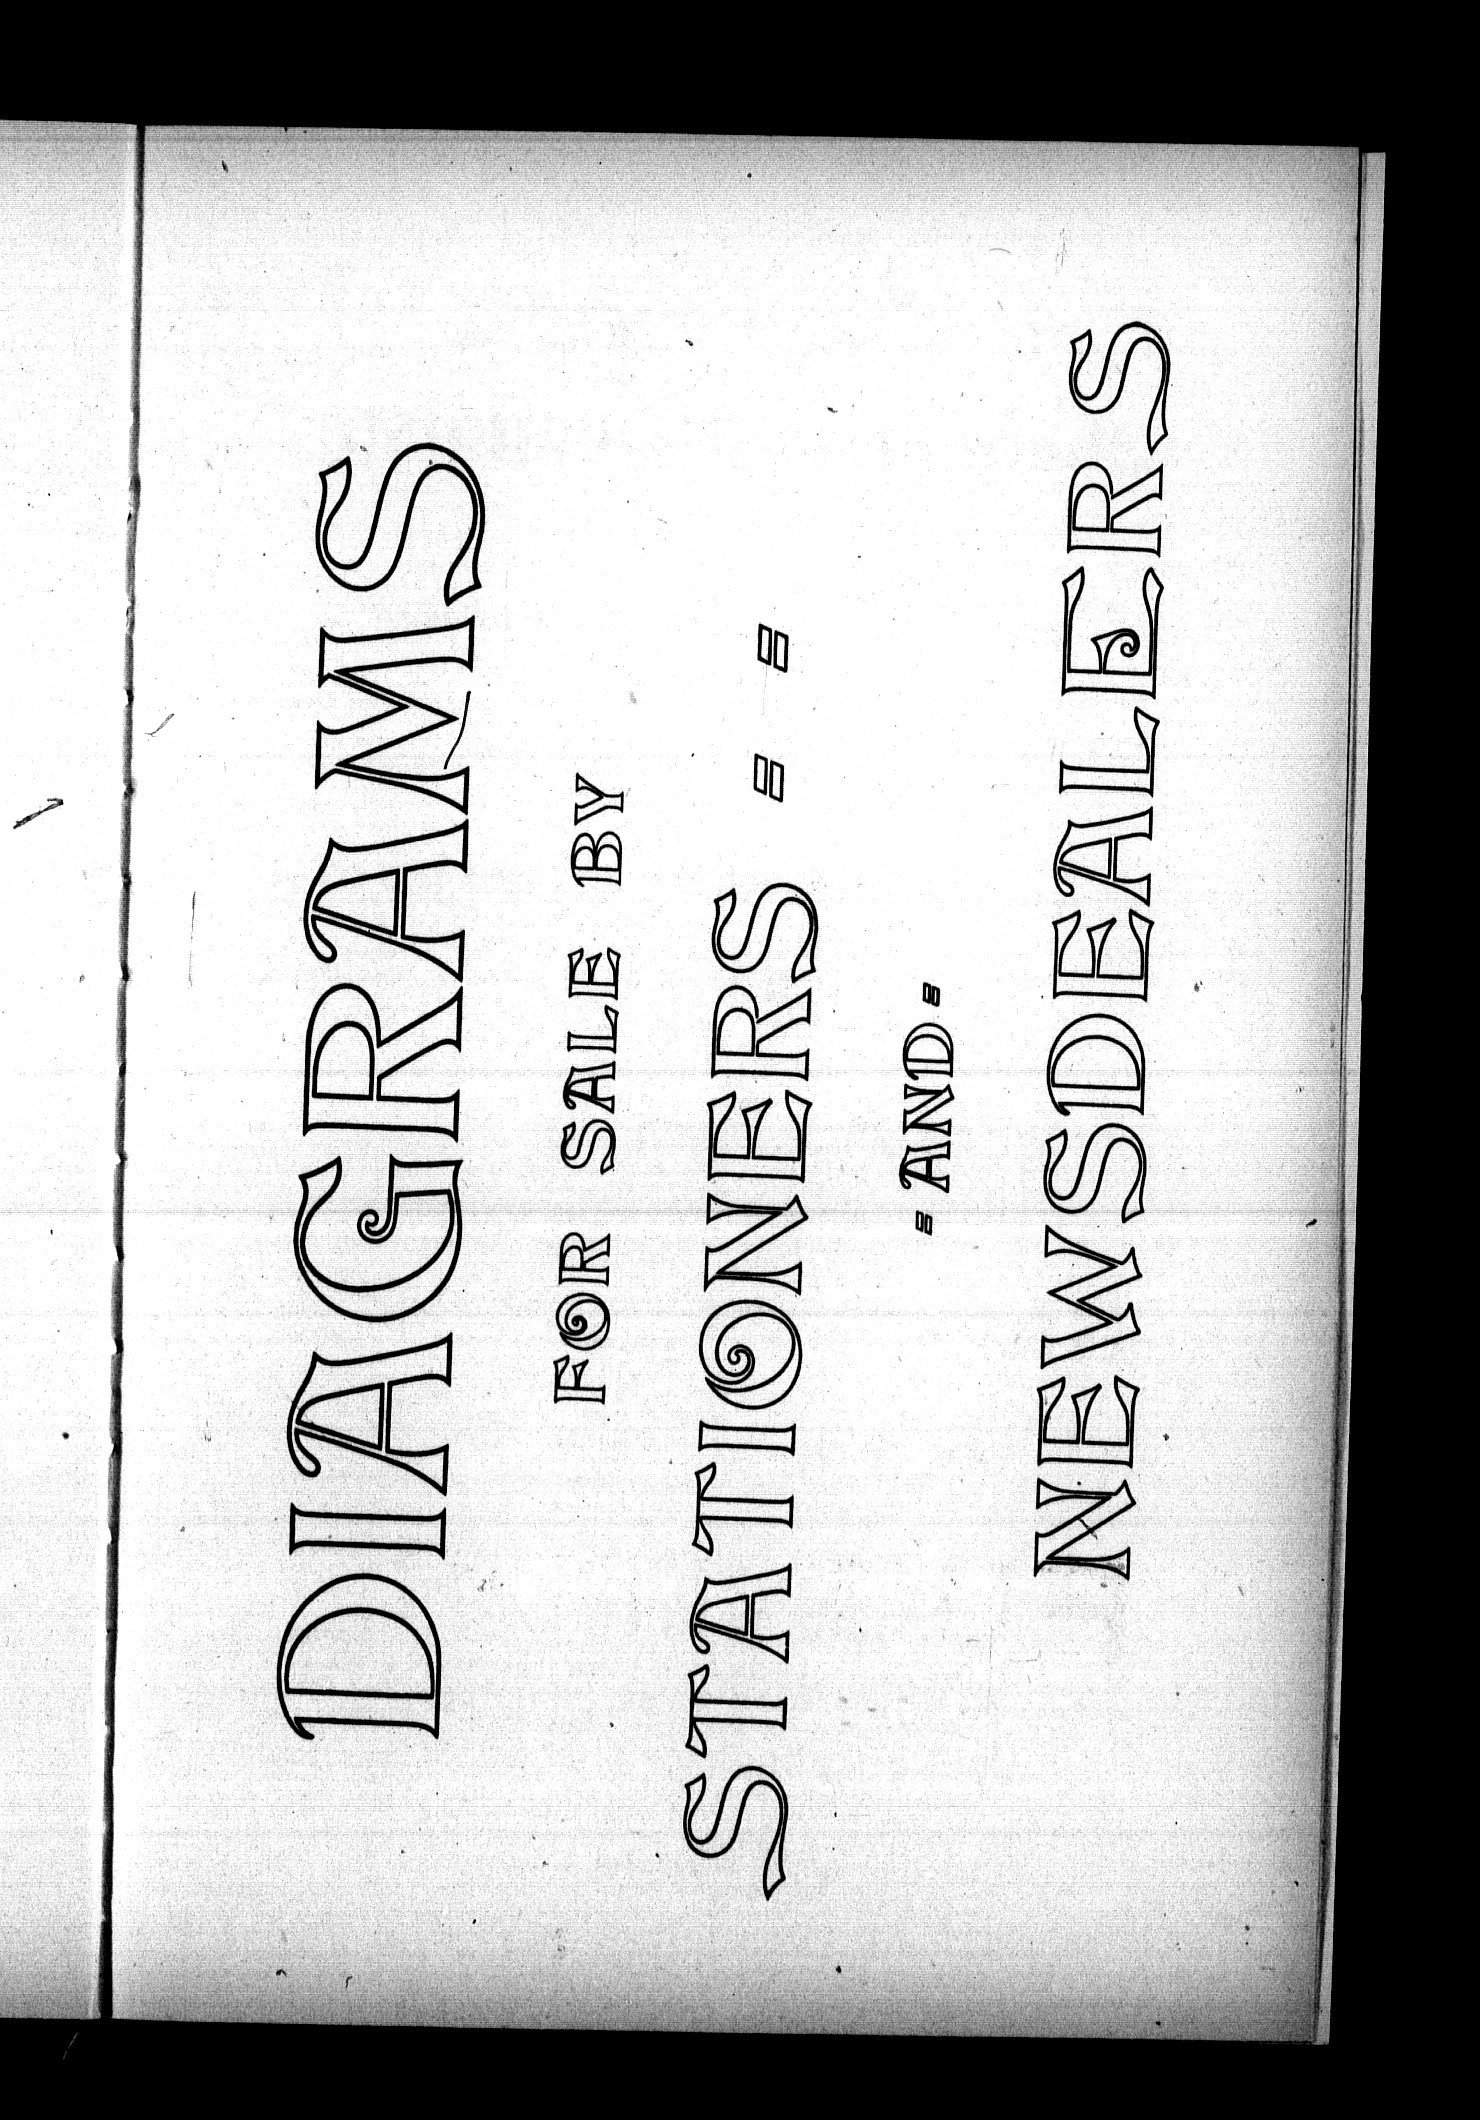 DIAGRAMS
FOR SALE BY
STATIONERS = =
= AND =
NEWSDEALERS